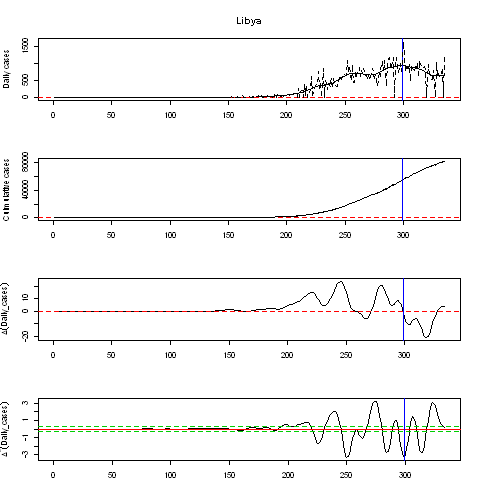 Libya
Daily cases
0 500 1500
0 50 100 150 200 250 300
Cumulative cases
0 40000 80000
0 50 100 150 200 250 300
Δ(Daily_cases)
-20 0 10
0 50 100 150 200 250 300
Δ²(Daily_cases)
-3 -1 1 3
0 50 100 150 200 250 300